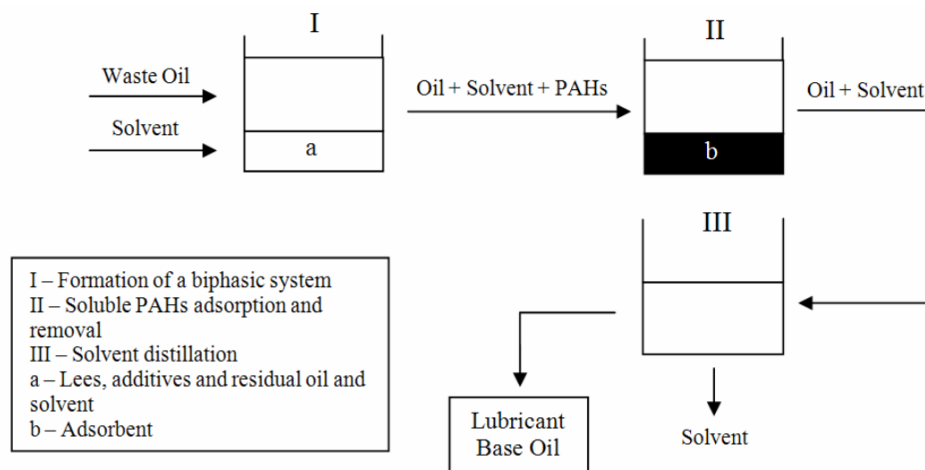 I
II
Waste Oil
Oil + Solvent + PAHs
Oil + Solvent
Solvent
a
b
III
I – Formation of a biphasic system
II – Soluble PAHs adsorption and
removal
III – Solvent distillation
a – Lees, additives and residual oil and
solvent
b – Adsorbent
Lubricant
Base Oil
Solvent